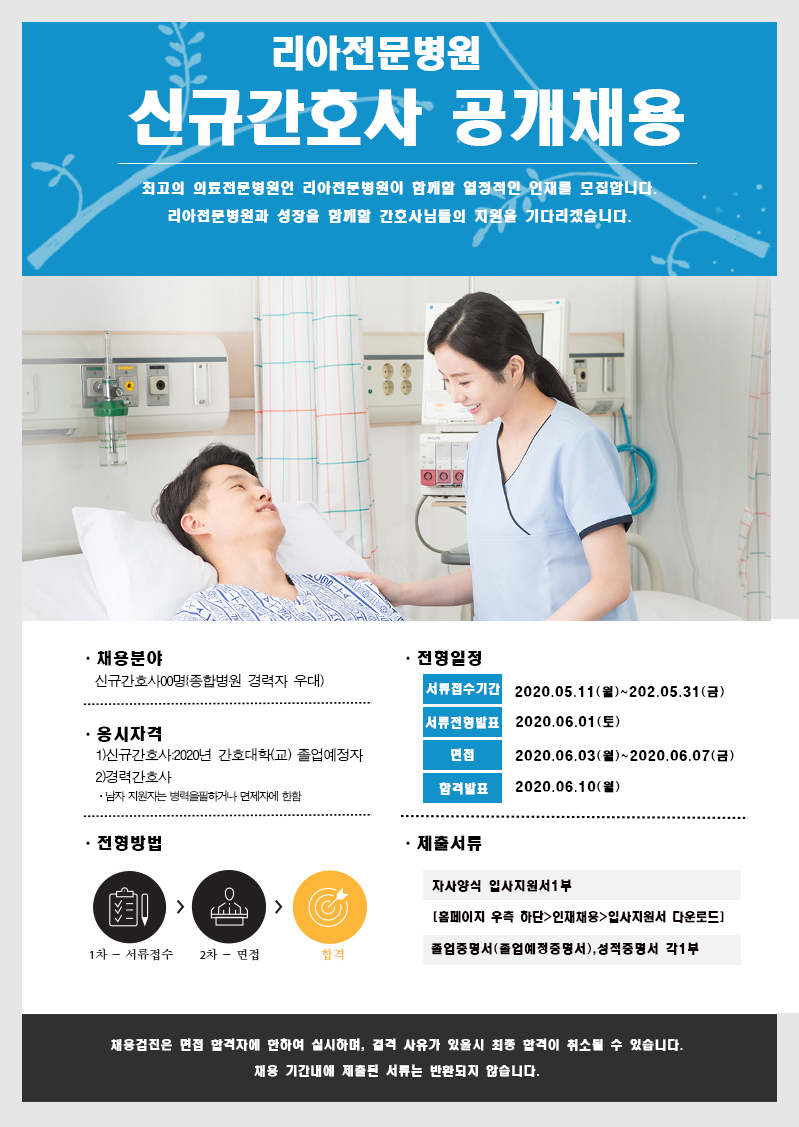 리아전문병원
신규간호사 공개채용
최고의 의료전문병원인 리아전문병원이 함께할 열정적인 인재를 모집합니다.
리아전문병원과 성장을 함께할 간호사님들의 지원을 기다리겠습니다.
· 채용분야
신규간호사00명(종합병원 경력자 우대)
· 응시자격
1)신규간호사:2020년 간호대학(교) 졸업예정자
2)경력간호사
· 남자 지원자는 병력을필하거나 면제자에 한함
· 전형방법
1차 - 서류접수 2차 - 면접 합격
· 전형일정
서류접수기간 2020.05.11(월)~202.05.31(금)
서류전형발표 2020.06.01(토)
면접 2020.06.03(월)~2020.06.07(금)
합격발표 2020.06.10(월)
· 제출서류
자사양식 입사지원서1부
[홈페이지 우측 하단>인재채용>입사지원서 다운로드]
졸업증명서(졸업예정증명서),성적증명서 각1부
채용검진은 면접 합격자에 한하여 실시하며, 결격 사유가 있을시 최종 합격이 취소될 수 있습니다.
채용 기간내에 제출된 서류는 반환되지 않습니다.